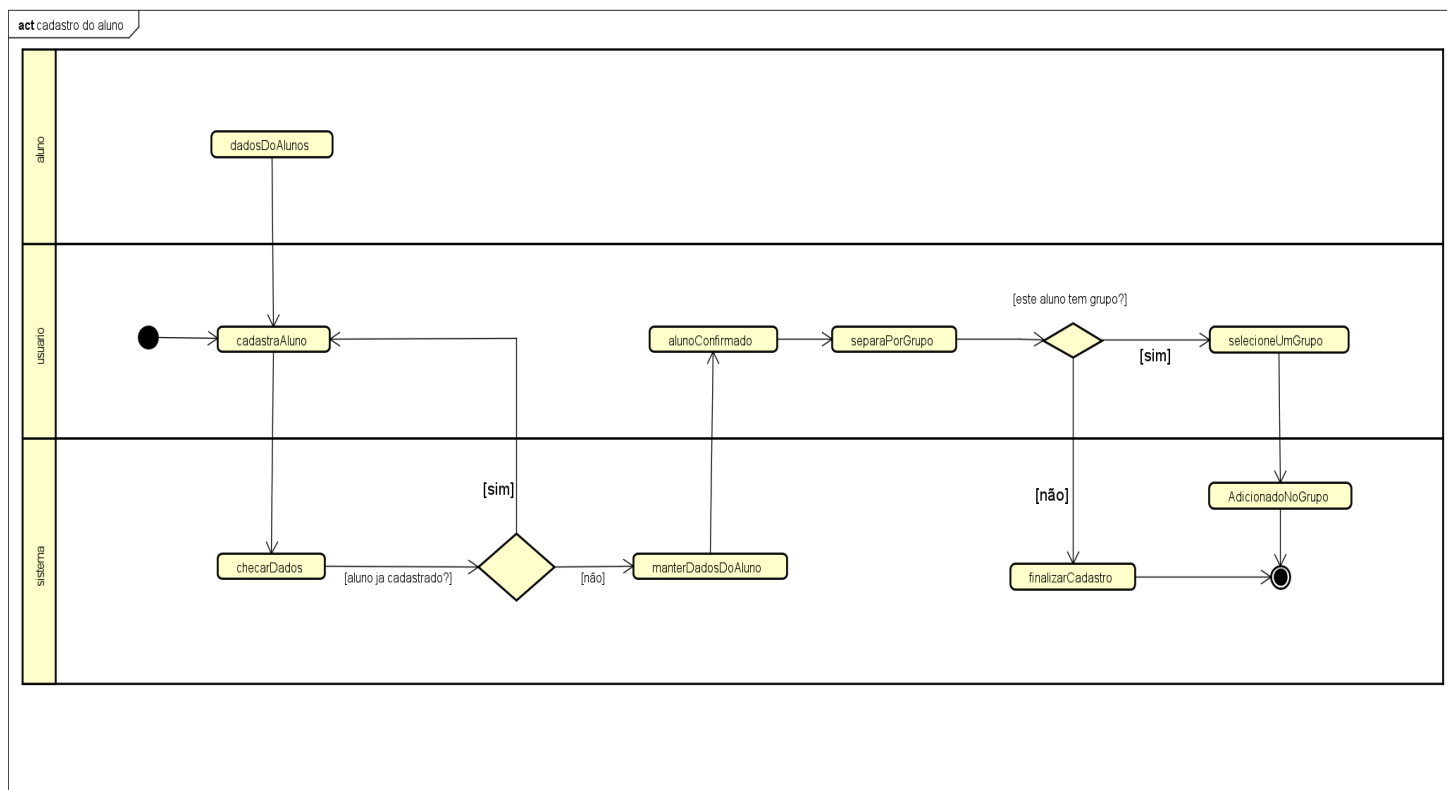 act cadastro do aluno
aluno
dadosDoAlunos
usuario
[este aluno tem grupo?]
cadastraAluno
alunoConfirmado
separaPorGrupo
selecioneUmGrupo
[sim]
sistema
[sim]
[não]
AdicionadoNoGrupo
checarDados
[aluno ja cadastrado?]
[não]
manterDadosDoAluno
finalizarCadastro